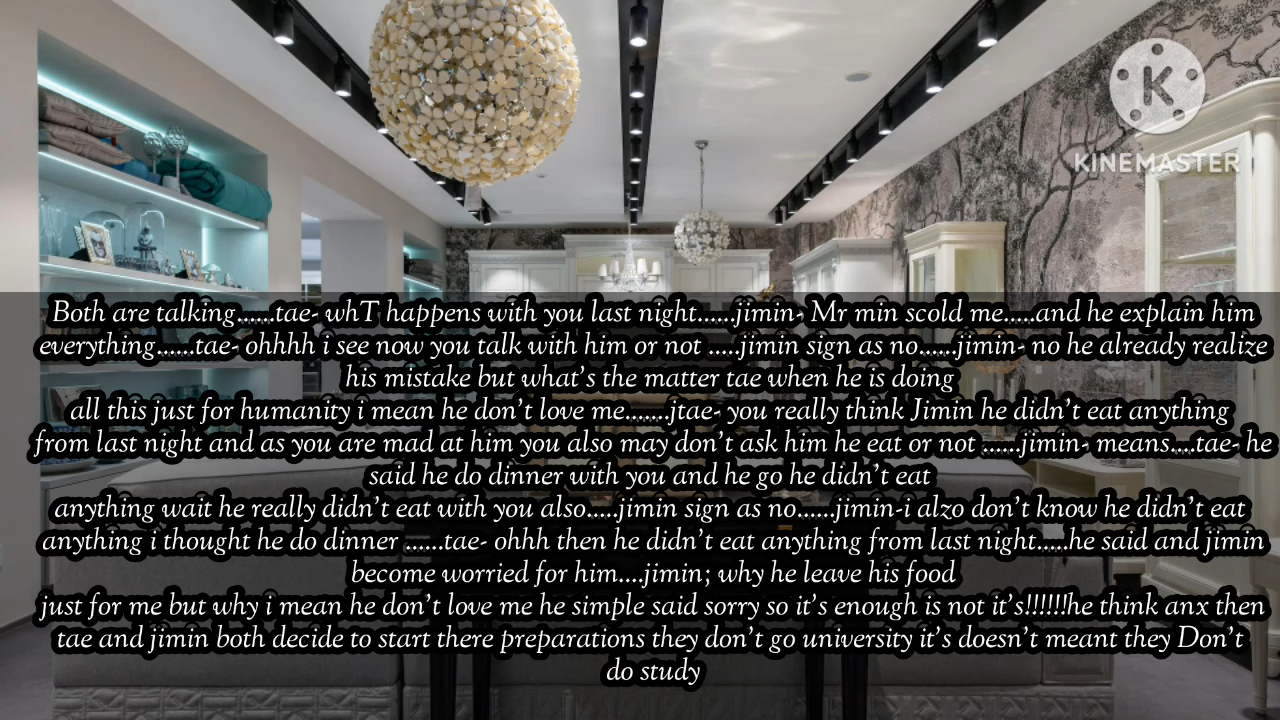 K
KINEMASTER
Both are talking......tae- whT happens with you last night......jimin- Mr min scold me.....and he explain him
everything......tae- ohhhh i see now you talk with him or not .....jimin sign as no......jimin- no he already realize
his mistake but what's the matter tae when he is doing
all this just for humanity i mean he don't love me.......jtae- you really think Jimin he didn't eat anything
from last night and as you are mad at him you also may don't ask him he eat or not ......jimin- means....tae- he
said he do dinner with you and he go he didn't eat
anything wait he really didn't eat with you also.....jimin sign as no......jimin-i alzo don't know he didn't eat
anything i thought he do dinner ......tae- ohhh then he didn't eat anything from last night.....he said and jimin
become worried for him....jimin; why he leave his food
just for me but why i mean he don't love me he simple said sorry so it's enough is not it's!!!!!!he think anx then
tae and jimin both decide to start there preparations they don't go university it's doesn't meant they Don't
do study